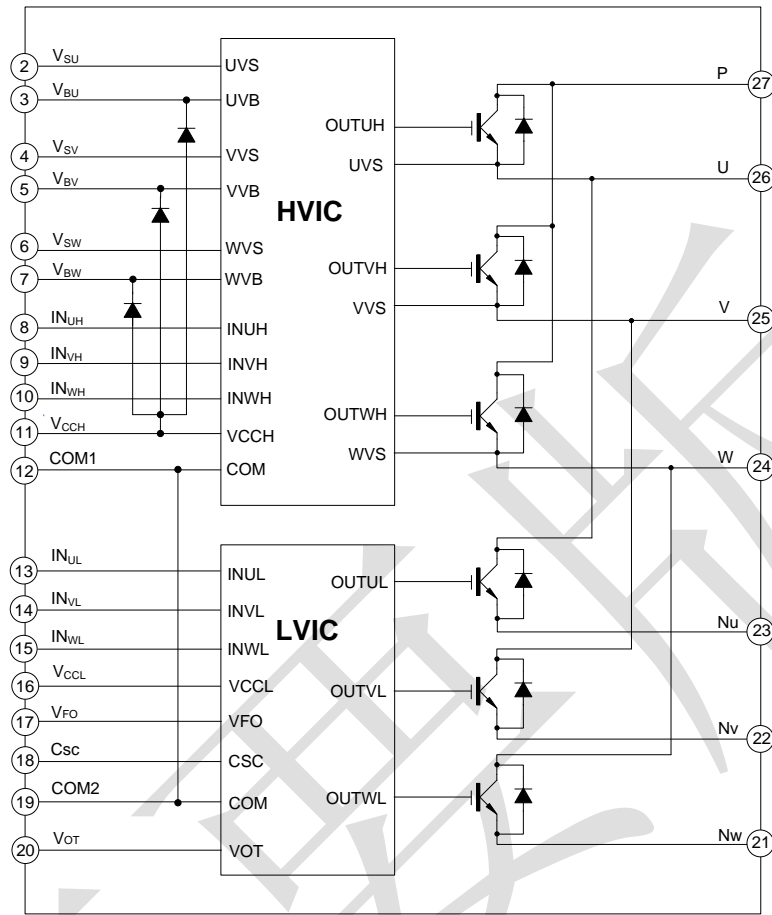 2 VSU UVS
3 VBU UVB
4 VSV VVS
5 VBV VVB
6 VSW WVS
7 VBW WVB
8 INUH INUH
9 INVH INVH
10 INWH INWH
11 VCCH VCCH
12 COM1 COM
HVIC
OUTUH
UVS
OUTVH
VVS
OUTWH
WVS
P 27
U 26
V 25
W 24
13 INUL INUL
14 INVL INVL
15 INWL INWL
16 VCCL VCCL
17 VFO VFO
18 Csc CSC
19 COM2 COM
20 VOT VOT
LVIC
OUTUL
OUTVL
OUTWL
Nu 23
Nv 22
Nw 21